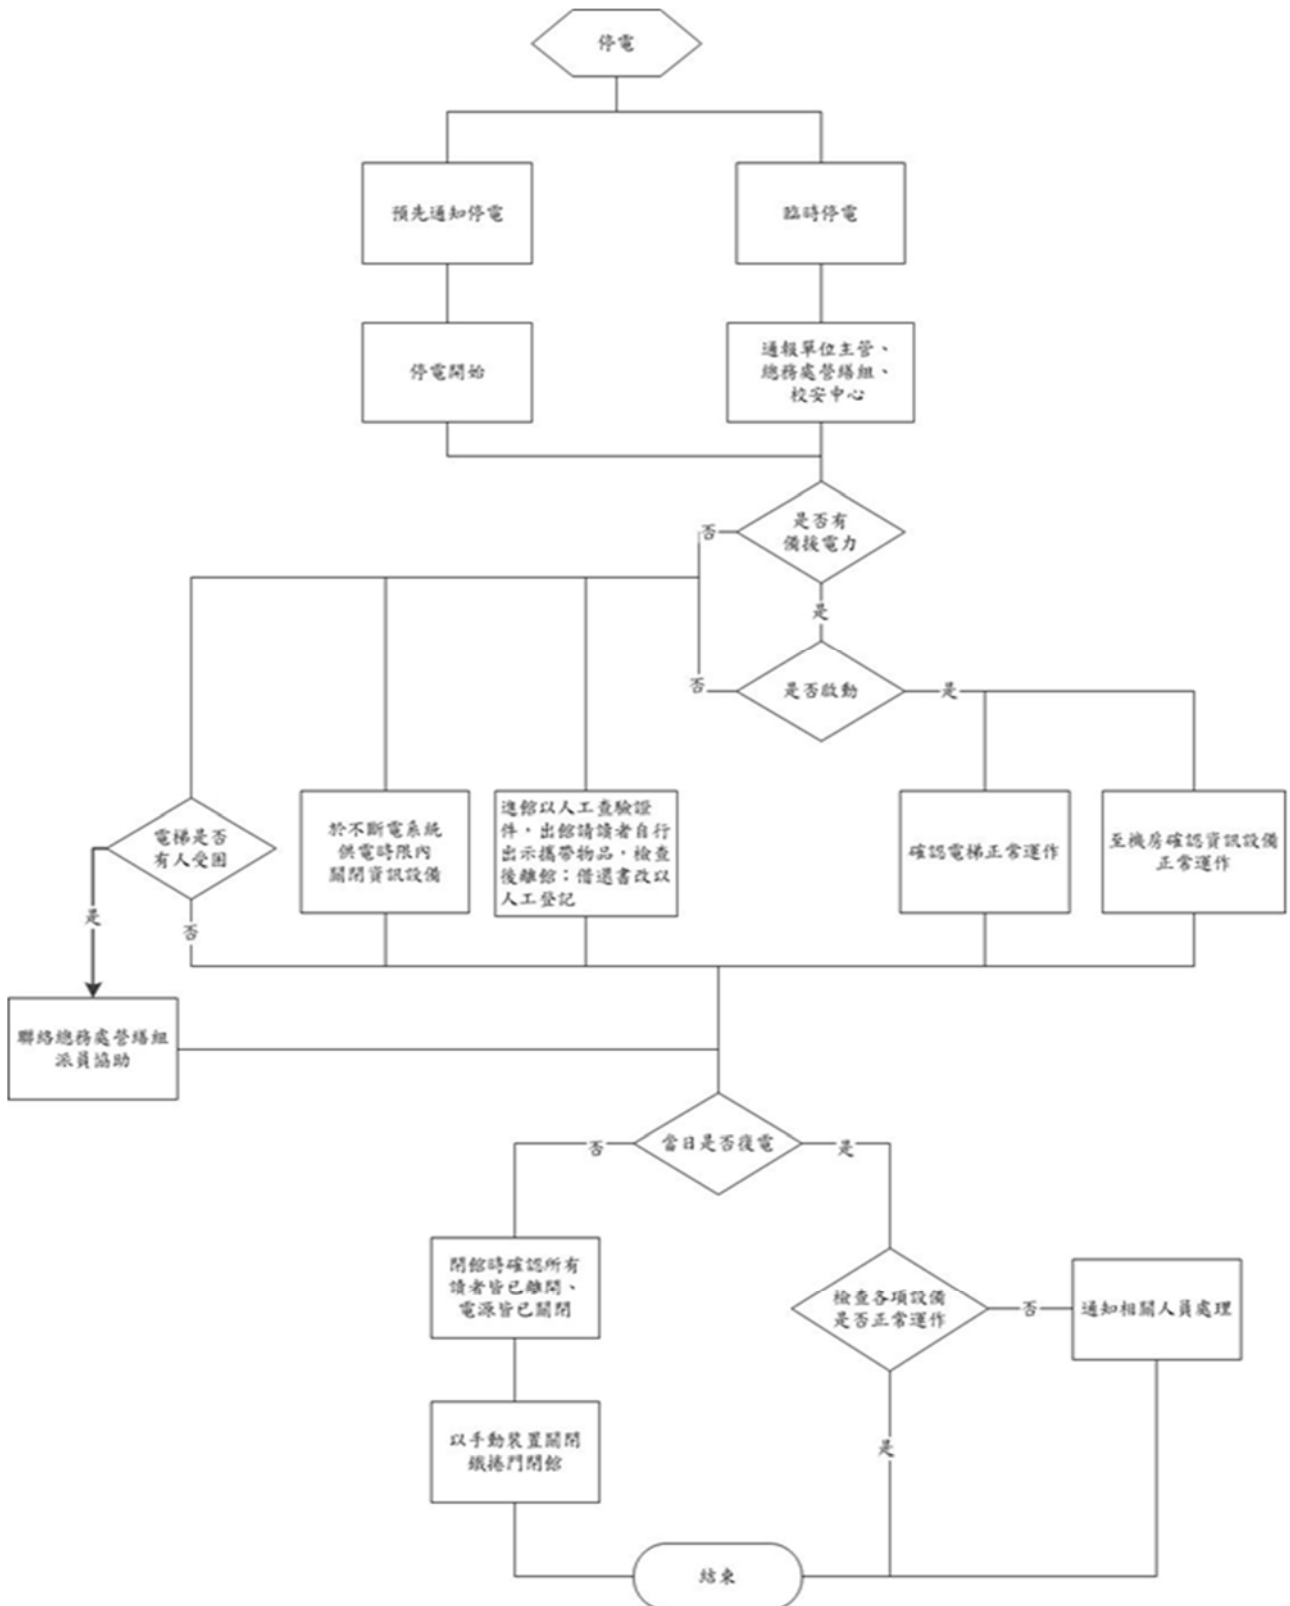 停電
預先通知停電
臨時停電
停電開始
通報單位主管、
總務處營繕組、
校安中心
是否有
備援電力
否
是
是否啟動
否
是
電梯是否
有人受困
是
否
於不斷電系統
供電時限內
關閉資訊設備
進館以人工查驗證
件，出館請讀者自行
出示攜帶物品，檢查
後離館；借還書改以
人工登記
確認電梯正常運作
至機房確認資訊設備
正常運作
聯絡總務處營繕組
派員協助
當日是否復電
否
是
閉館時確認所有
讀者皆已離開、
電源皆已關閉
檢查各項設備
是否正常運作
否
通知相關人員處理
以手動裝置關閉
鐵捲門閉館
是
結束